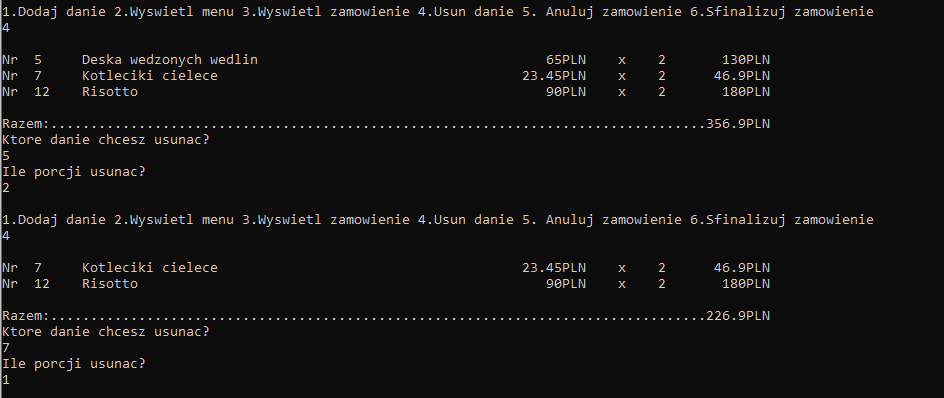 1.Dodaj danie 2.Wyswietl menu 3.Wyswietl zamowienie 4.Usun danie 5. Anuluj zamowienie 6.Sfinalizuj zamowienie
4
Nr 5 Deska wedzonych wedlin 65PLN x 2 130PLN
Nr 7 Kotleciki cielece 23.45PLN x 2 46.9PLN
Nr 12 Risotto 90PLN x 2 180PLN
Razem:..................................................................................356.9PLN
Ktore danie chcesz usunac?
5
Ile porcji usunac?
2
1.Dodaj danie 2.Wyswietl menu 3.Wyswietl zamowienie 4.Usun danie 5. Anuluj zamowienie 6.Sfinalizuj zamowienie
4
Nr 7 Kotleciki cielece 23.45PLN x 2 46.9PLN
Nr 12 Risotto 90PLN x 2 180PLN
Razem:..................................................................................226.9PLN
Ktore danie chcesz usunac?
7
Ile porcji usunac?
1